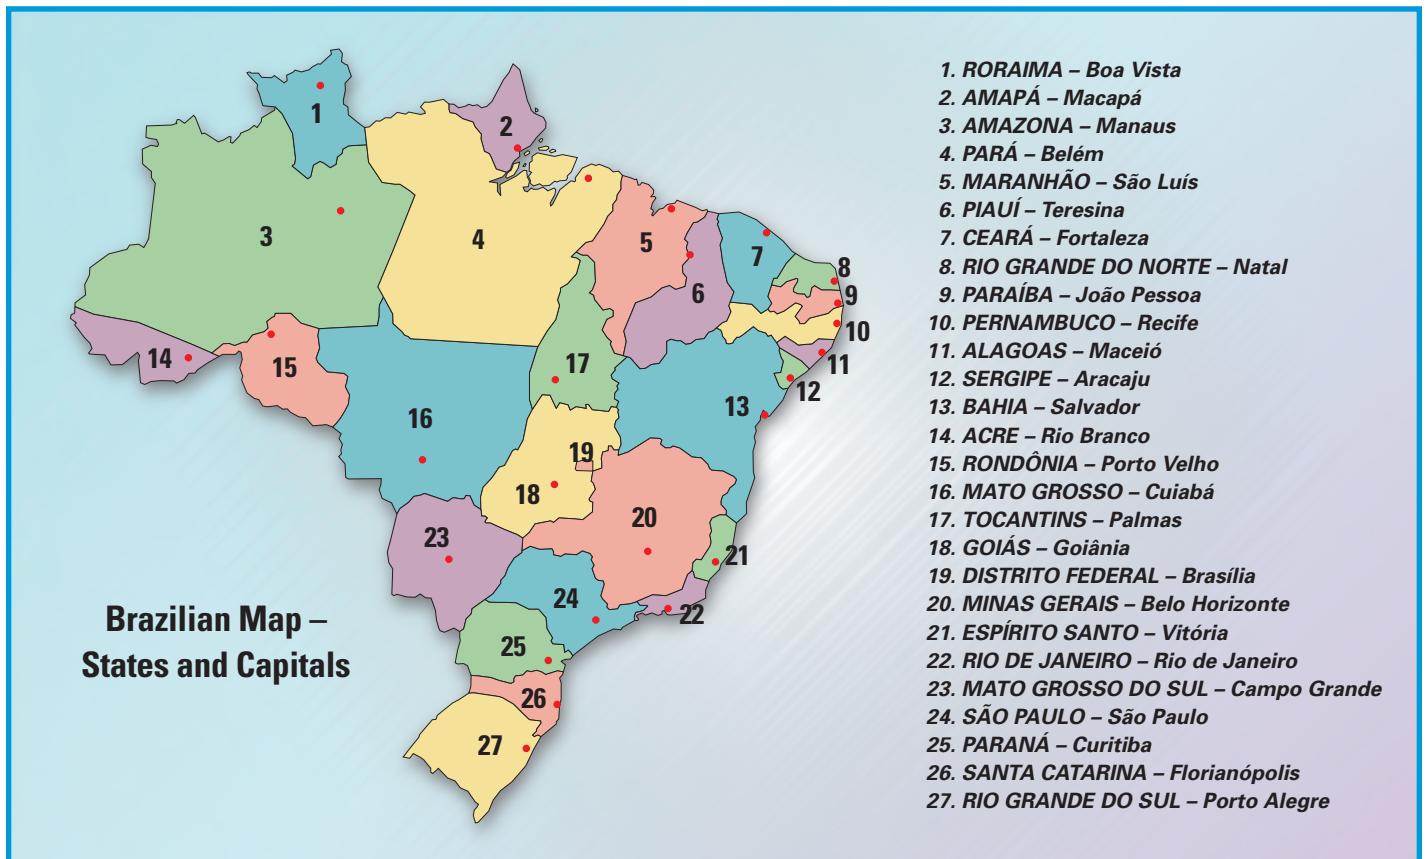 1
2
3
4
5
6
7
8
9
10
11
12
13
14
15
16
17
18
19
20
21
22
23
24
25
26
27
Brazilian Map –
States and Capitals
1. RORAIMA – Boa Vista
2. AMAPÁ – Macapá
3. AMAZONA – Manaus
4. PARÁ – Belém
5. MARANHÃO – São Luís
6. PIAUÍ – Teresina
7. CEARÁ – Fortaleza
8. RIO GRANDE DO NORTE – Natal
9. PARAÍBA – João Pessoa
10. PERNAMBUCO – Recife
11. ALAGOAS – Maceió
12. SERGIPE – Aracaju
13. BAHIA – Salvador
14. ACRE – Rio Branco
15. RONDÔNIA – Porto Velho
16. MATO GROSSO – Cuiabá
17. TOCANTINS – Palmas
18. GOIÁS – Goiânia
19. DISTRITO FEDERAL – Brasília
20. MINAS GERAIS – Belo Horizonte
21. ESPÍRITO SANTO – Vitória
22. RIO DE JANEIRO – Rio de Janeiro
23. MATO GROSSO DO SUL – Campo Grande
24. SÃO PAULO – São Paulo
25. PARANÁ – Curitiba
26. SANTA CATARINA – Florianópolis
27. RIO GRANDE DO SUL – Porto Alegre